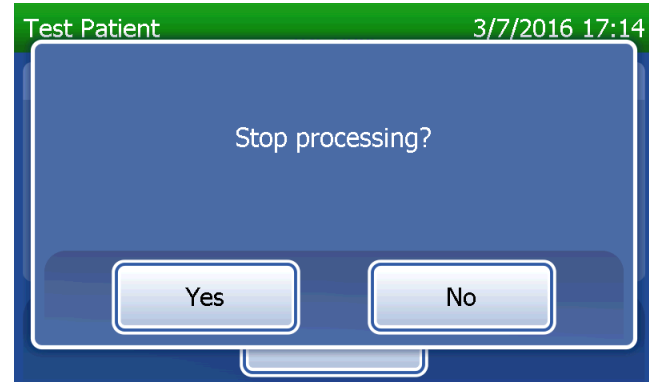 Test Patient 3/7/2016 17:14
Stop processing?
Yes No